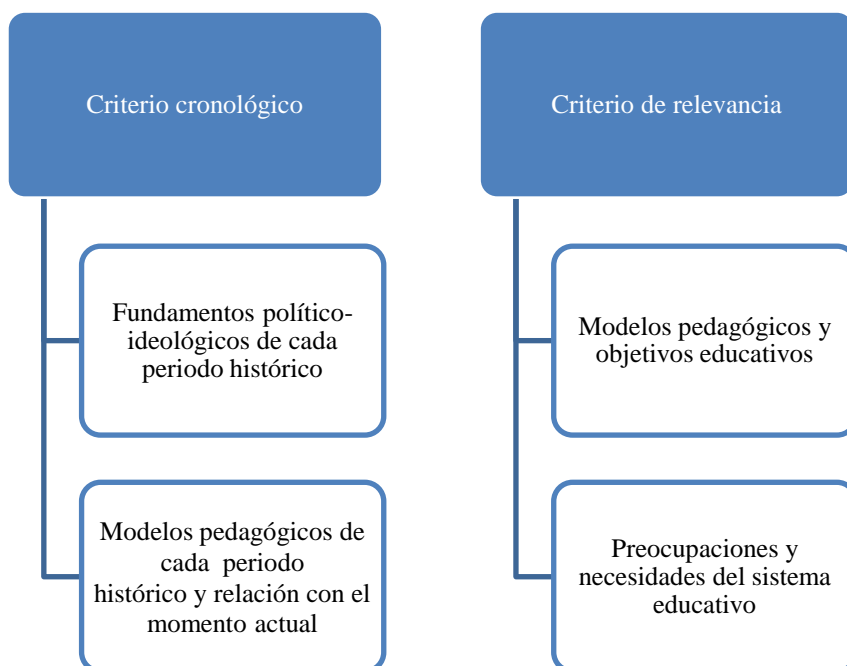 Criterio cronológico
Fundamentos político-
ideológicos de cada
periodo histórico
Modelos pedagógicos de
cada periodo
histórico y relación con el
momento actual
Criterio de relevancia
Modelos pedagógicos y
objetivos educativos
Preocupaciones y
necesidades del sistema
educativo